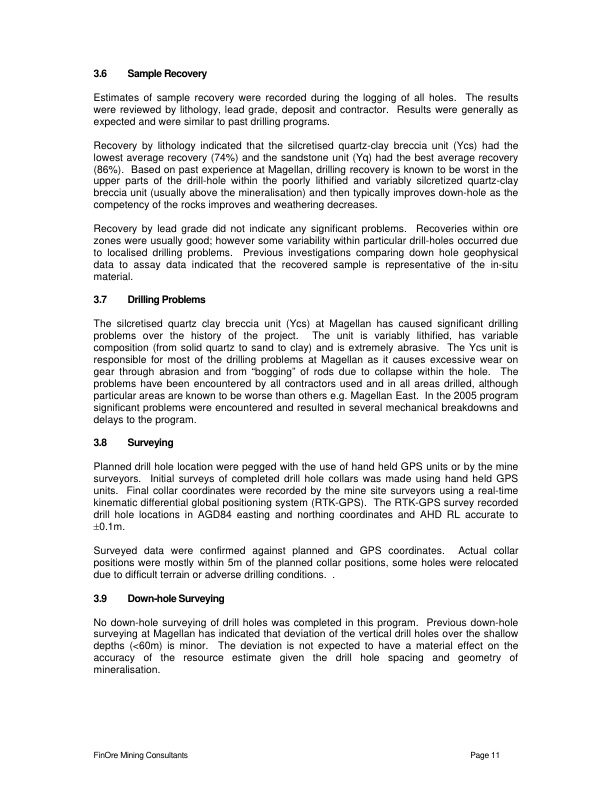 3.6 Sample Recovery
Estimates of sample recovery were recorded during the logging of all holes. The results
were reviewed by lithology, lead grade, deposit and contractor. Results were generally as
expected and were similar to past drilling programs.
Recovery by lithology indicated that the silcretised quartz-clay breccia unit (Ycs) had the
lowest average recovery (74%) and the sandstone unit (Yq) had the best average recovery
(86%). Based on past experience at Magellan, drilling recovery is known to be worst in the
upper parts of the drill-hole within the poorly lithified and variably silcretized quartz-clay
breccia unit (usually above the mineralisation) and then typically improves down-hole as the
competency of the rocks improves and weathering decreases.
Recovery by lead grade did not indicate any significant problems. Recoveries within ore
zones were usually good; however some variability within particular drill-holes occurred due
to localised drilling problems. Previous investigations comparing down hole geophysical
data to assay data indicated that the recovered sample is representative of the in-situ
material.
3.7 Drilling Problems
The silcretised quartz clay breccia unit (Ycs) at Magellan has caused significant drilling
problems over the history of the project. The unit is variably lithified, has variable
composition (from solid quartz to sand to clay) and is extremely abrasive. The Ycs unit is
responsible for most of the drilling problems at Magellan as it causes excessive wear on
gear through abrasion and from “bogging” of rods due to collapse within the hole. The
problems have been encountered by all contractors used and in all areas drilled, although
particular areas are known to be worse than others e.g. Magellan East. In the 2005 program
significant problems were encountered and resulted in several mechanical breakdowns and
delays to the program.
3.8 Surveying
Planned drill hole location were pegged with the use of hand held GPS units or by the mine
surveyors. Initial surveys of completed drill hole collars was made using hand held GPS
units. Final collar coordinates were recorded by the mine site surveyors using a real-time
kinematic differential global positioning system (RTK-GPS). The RTK-GPS survey recorded
drill hole locations in AGD84 easting and northing coordinates and AHD RL accurate to
±0.1m.
Surveyed data were confirmed against planned and GPS coordinates. Actual collar
positions were mostly within 5m of the planned collar positions, some holes were relocated
due to difficult terrain or adverse drilling conditions. .
3.9 Down-hole Surveying
No down-hole surveying of drill holes was completed in this program. Previous down-hole
surveying at Magellan has indicated that deviation of the vertical drill holes over the shallow
depths (<60m) is minor. The deviation is not expected to have a material effect on the
accuracy of the resource estimate given the drill hole spacing and geometry of
mineralisation.
FinOre Mining Consultants Page 11